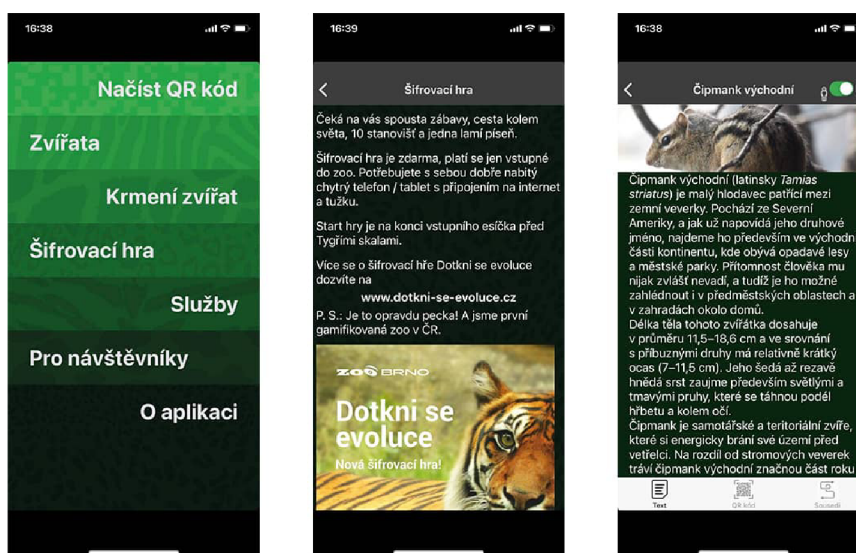 16:38
Načíst QR kód
Zvířata
Krmení zvířat
Šifrovací hra
Služby
Pro návštěvníky
O aplikaci
16:39
Šifrovací hra
Čeká na vás spousta zábavy, cesta kolem
světa, 10 stanovišť a jedna lamí píseň.
Šifrovací hra je zdarma, platí se jen vstupné
do zoo. Potřebujete s sebou dobře nabitý
chytrý telefon / tablet s připojením na internet
a tužku.
Start hry je na konci vstupního esíčka před
Tygřími skalami.
Více se o šifrovací hře Dotkni se evoluce
dozvíte na
www.dotkni-se-evoluce.cz
P. S.: Je to opravdu pecka! A jsme první
gamifikovaná zoo v ČR.
ZOO BRNO
Dotkni se
evoluce
Nová šifrovací hra!
16:38
Čipmank východní
Čipmank východní (latinsky Tamias
striatus) je malý hlodavec patřící mezi
zemní veverky. Pochází ze Severní
Ameriky, a jak už napovídá jeho druhové
jméno, najdeme ho především ve východní
části kontinentu, kde obývá opadavé lesy
a městské parky. Přítomnost člověka mu
nijak zvlášť nevadí, a tudíž je ho možné
zahlédnout i v předměstských oblastech a
v zahradách okolo domů.
Délka těla tohoto zvířátka dosahuje
v průměru 11,5–18,6 cm a ve srovnání
s příbuznými druhy má relativně krátký
ocas (7–11,5 cm). Jeho šedá až rezavě
hnědá srst zaujme především světlými a
tmavými pruhy, které se táhnou podél
hřbetu a kolem očí.
Čipmank je samotářské a teritoriální zvíře,
které si energicky brání své území před
vetřelci. Na rozdíl od stromových veverek
tráví čipmank východní značnou část roku
Text
QR kód
Sousedi